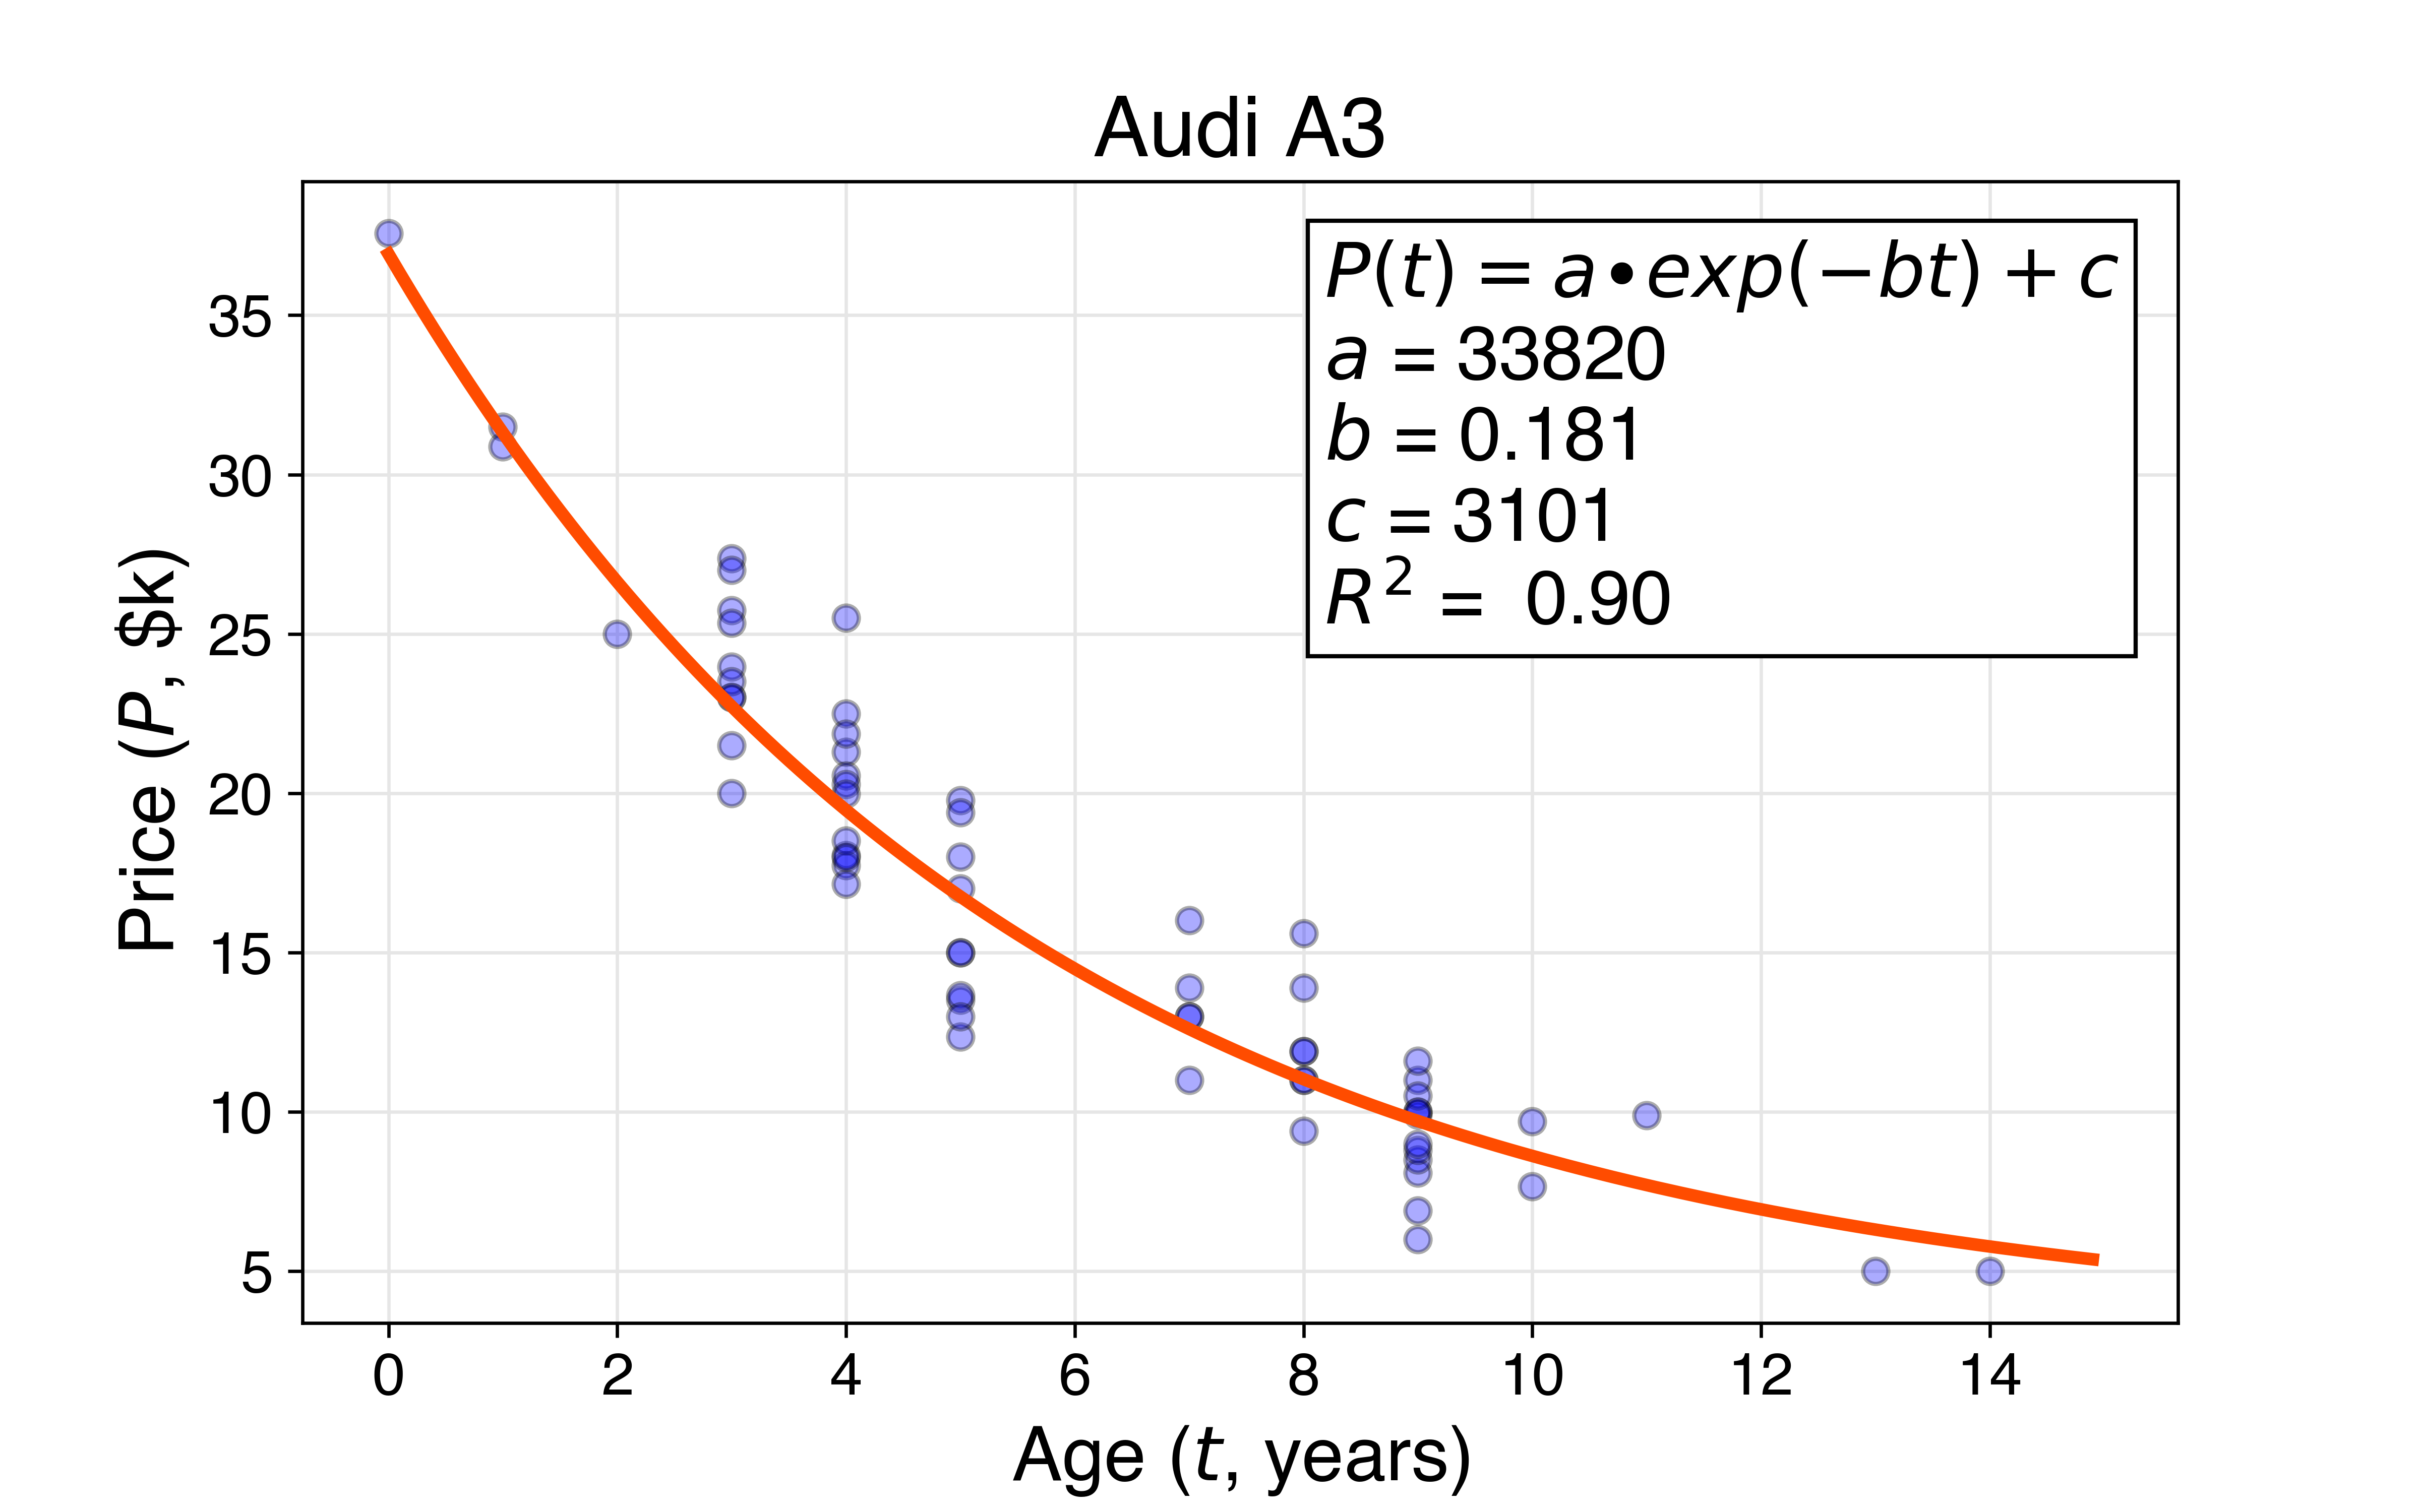 Audi A3
P(t) = a•exp(−bt) + c
a = 33820
b = 0.181
c = 3101
R² = 0.90
Price (P, $k)
35
30
25
20
15
10
5
0 2 4 6 8 10 12 14
Age (t, years)